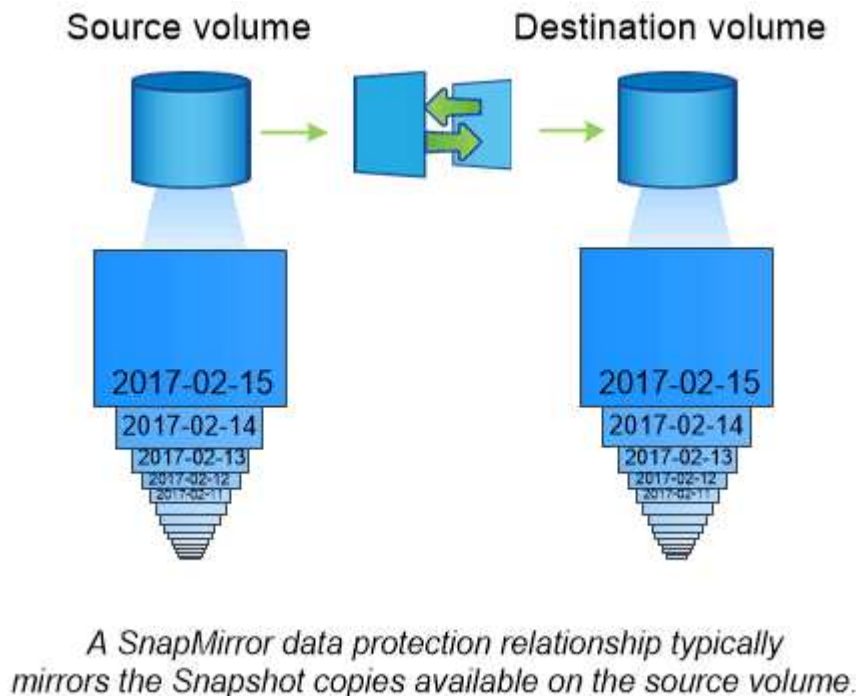 Source volume
Destination volume
2017-02-15
2017-02-14
2017-02-13
2017-02-12
2017-02-11
2017-02-15
2017-02-14
2017-02-13
2017-02-12
2017-02-11
A SnapMirror data protection relationship typically
mirrors the Snapshot copies available on the source volume